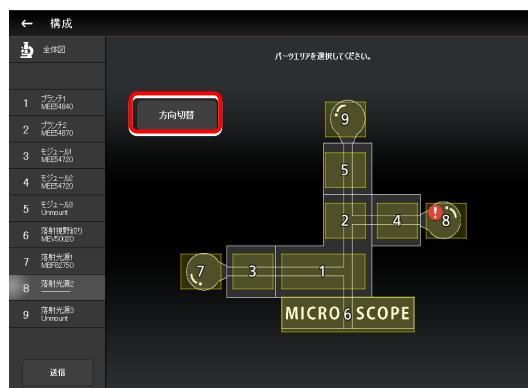 ← 構成
全体図
パーツエリアを選択してください。
1 ブランチ1
MEE54840
2 ブランチ2
MEE54870
3 モジュール1
MEE54720
4 モジュール2
MEE54720
5 モジュール3
Unmount
6 落射視野絞り
MEV50020
7 落射光源1
MBF82750
8 落射光源2
9 落射光源3
Unmount
送信
方向切替
9
5
2
4
!
8
7
3
1
MICRO 6 SCOPE